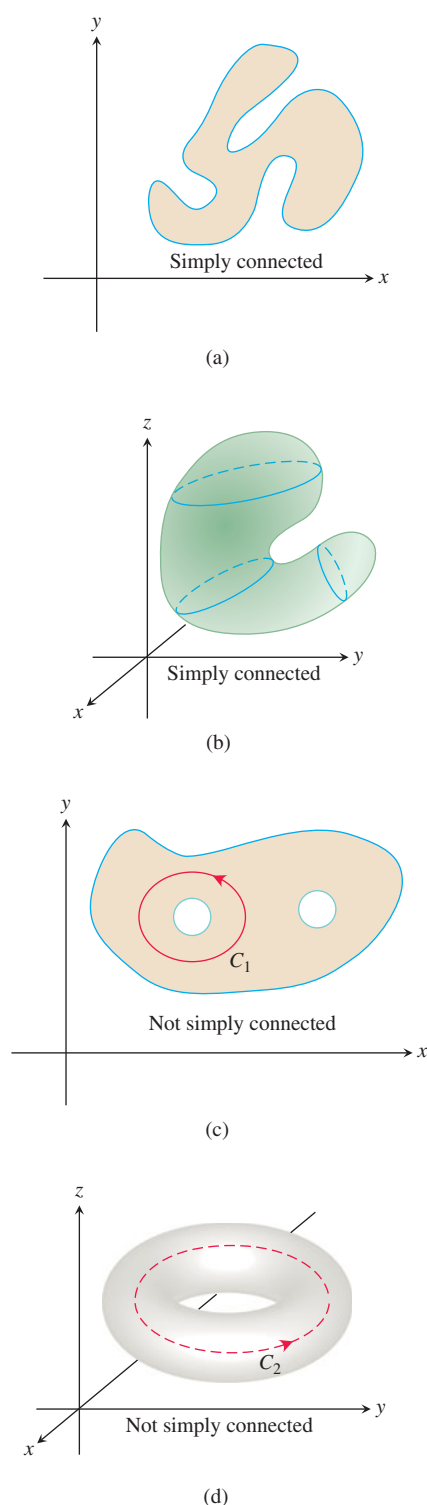 y
Simply connected
x
(a)
z
y
Simply connected
x
(b)
y
C1
Not simply connected
x
(c)
z
C2
y
Not simply connected
x
(d)